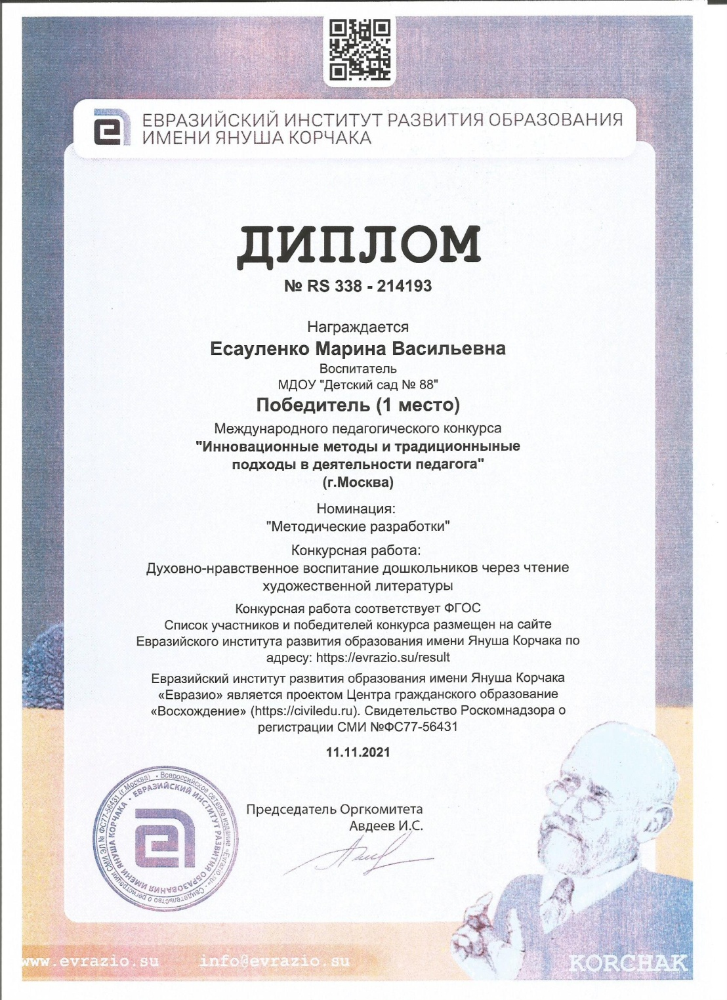 ЕВРАЗИЙСКИЙ ИНСТИТУТ РАЗВИТИЯ ОБРАЗОВАНИЯ
ИМЕНИ ЯНУША КОРЧАКА
ДИПЛОМ
№ RS 338 - 214193
Награждается
Есауленко Марина Васильевна
Воспитатель
МДОУ "Детский сад № 88"
Победитель (1 место)
Международного педагогического конкурса
"Инновационные методы и традиционныные
подходы в деятельности педагога"
(г.Москва)
Номинация:
"Методические разработки"
Конкурсная работа:
Духовно-нравственное воспитание дошкольников через чтение
художественной литературы
Конкурсная работа соответствует ФГОС
Список участников и победителей конкурса размещен на сайте
Евразийского института развития образования имени Януша Корчака по
адресу: https://evrazio.su/result
Евразийский институт развития образования имени Януша Корчака
«Евразио» является проектом Центра гражданского образование
«Восхождение» (https://civiledu.ru). Свидетельство Роскомнадзора о
регистрации СМИ №ФС77-56431
11.11.2021
• Всероссийское сетевое издание «Evrazio.su» • Свидетельство о регистрации СМИ ЭЛ № ФС77-56431 (г.Москва)
• ЕВРАЗИЙСКИЙ ИНСТИТУТ РАЗВИТИЯ ОБРАЗОВАНИЯ ИМЕНИ ЯНУША КОРЧАКА
Председатель Оргкомитета
Авдеев И.С.
www.evrazio.su info@evrazio.su
KORCHAK